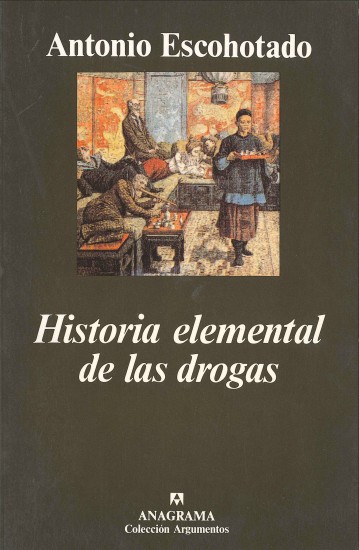 Antonio Escohotado
Historia elemental
de las drogas
ANAGRAMA
Colección Argumentos